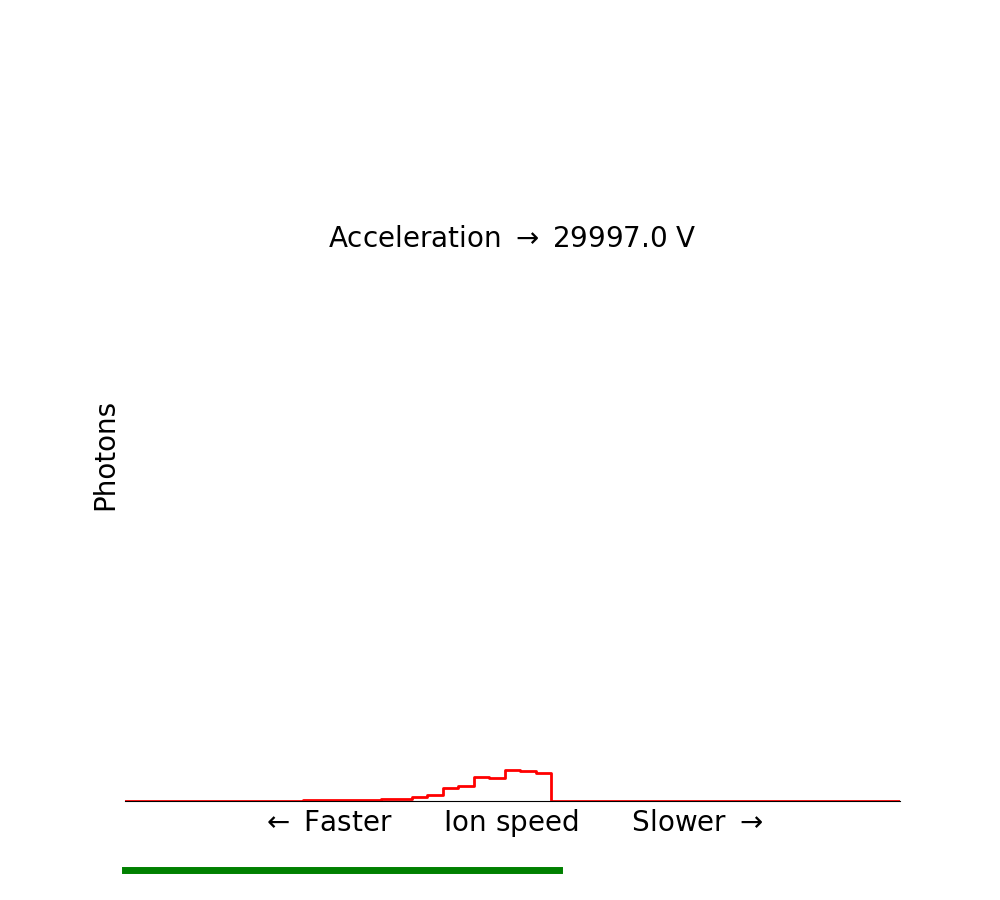 Acceleration → 29997.0 V
Photons
← Faster Ion speed Slower →